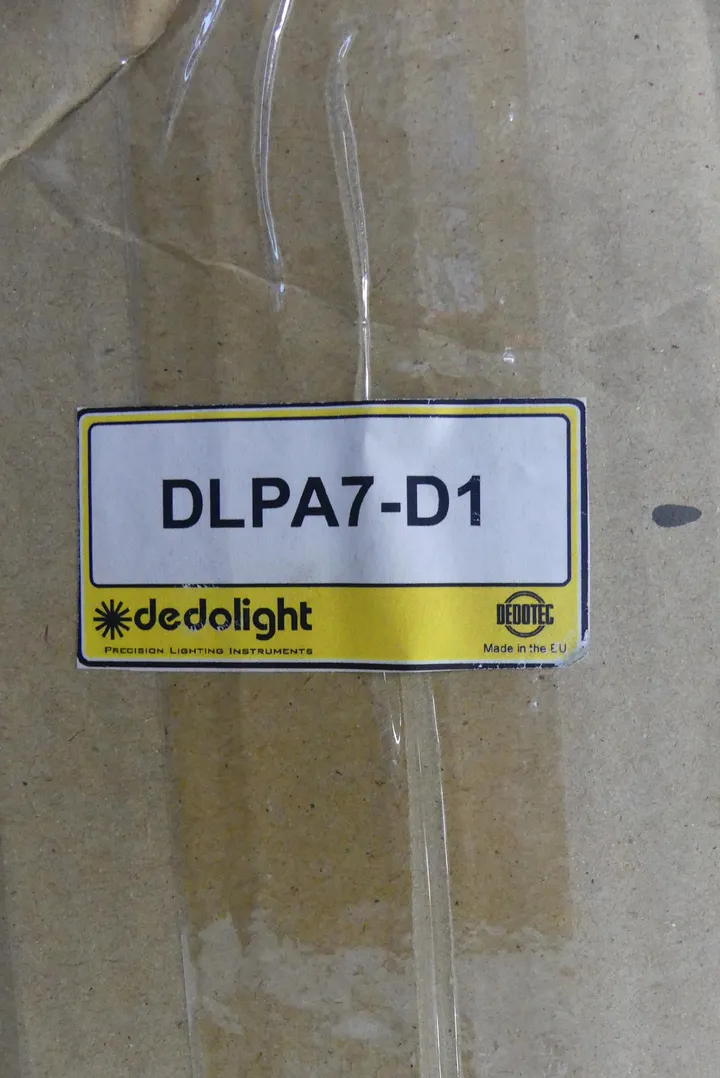 DLPA7-D1
dedolight
DEDOTEC
PRECISION LIGHTING INSTRUMENTS
Made in the EU